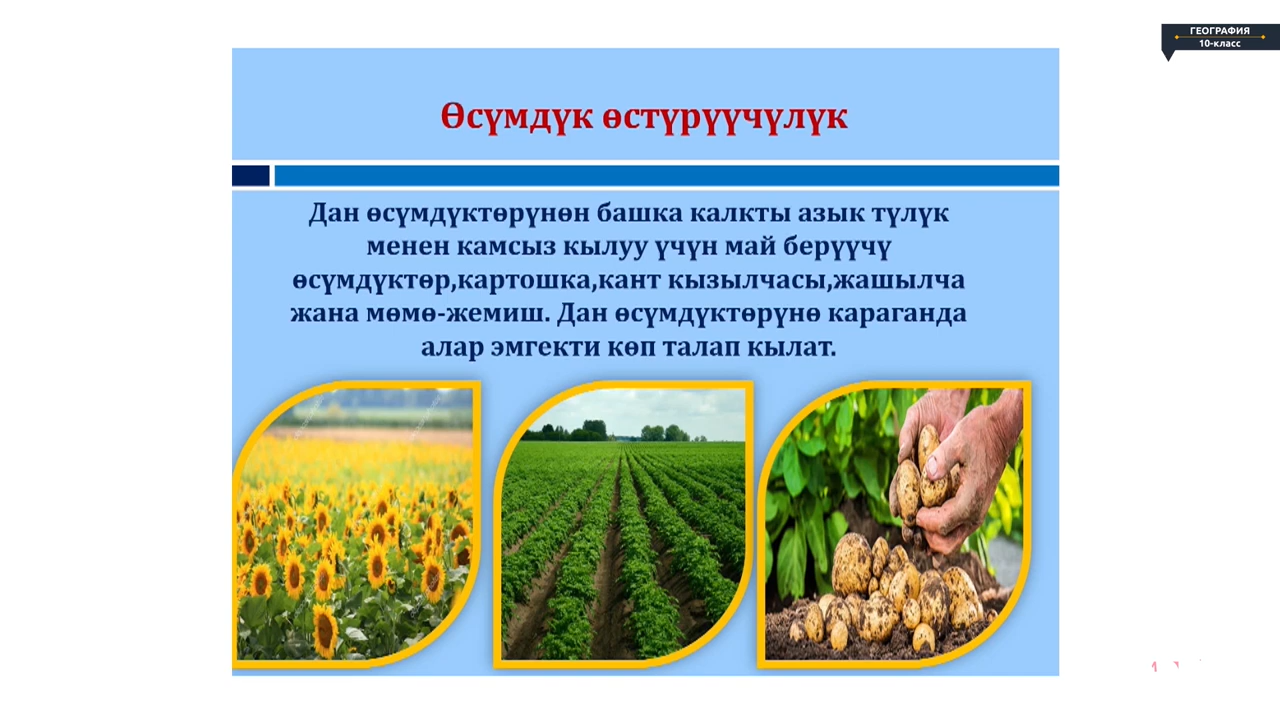 ГЕОГРАФИЯ
10-класс
Өсүмдүк өстүрүүчүлүк
Дан өсүмдүктөрүнөн башка калкты азык түлүк
менен камсыз кылуу үчүн май берүүчү
өсүмдүктөр,картошка,кант кызылчасы,жашылча
жана мөмө-жемиш. Дан өсүмдүктөрүнө караганда
алар эмгекти көп талап кылат.